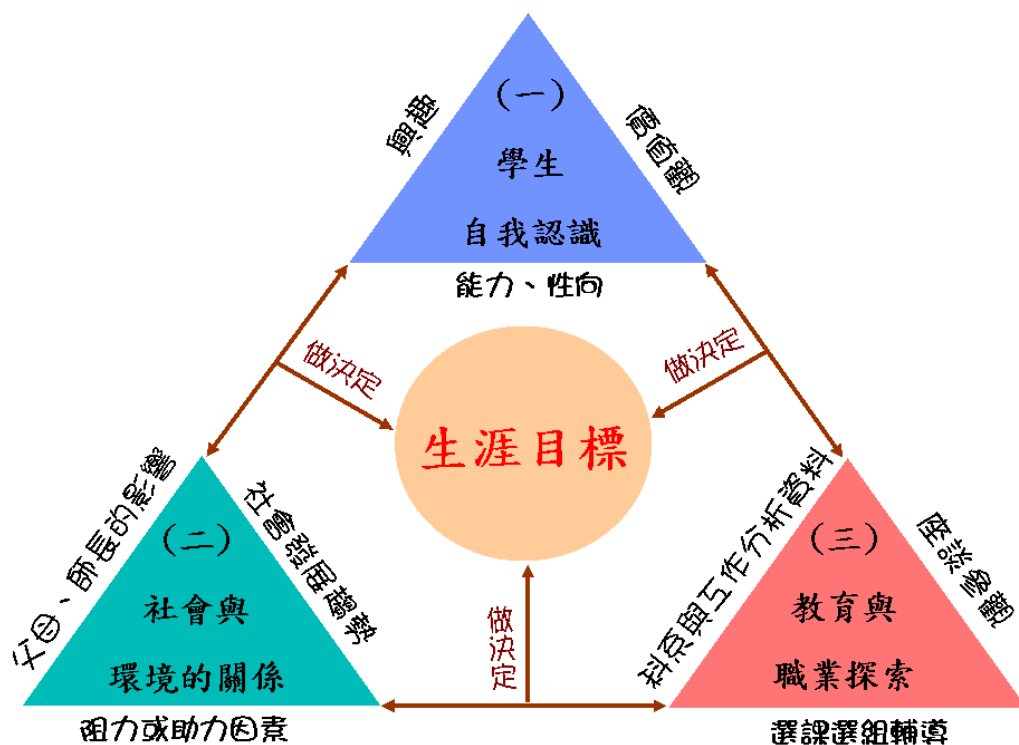 (一)
學生
自我認識
興趣
價值觀
能力、性向
做決定
做決定
生涯目標
父母、師長的影響
社會發展趨勢
(二)
社會與
環境的關係
阻力或助力因素
做決定
科系與工作分析資料
座談參觀
(三)
教育與
職業探索
選課選組輔導